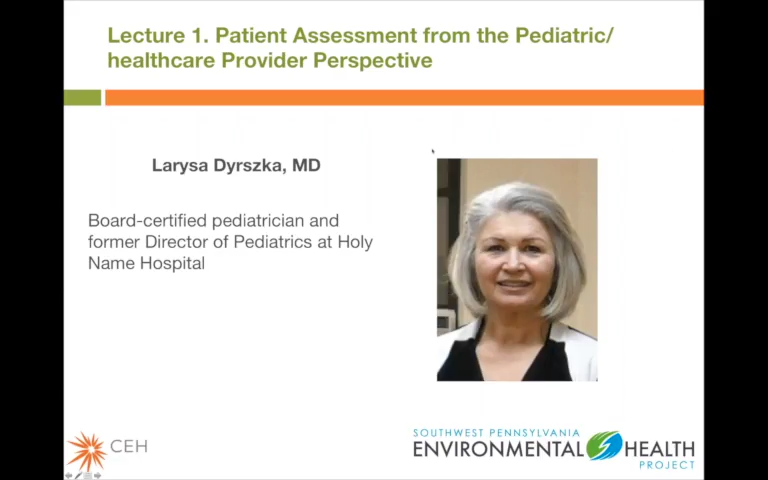 Lecture 1. Patient Assessment from the Pediatric/
healthcare Provider Perspective
Larysa Dyrszka, MD
Board-certified pediatrician and
former Director of Pediatrics at Holy
Name Hospital
CEH
SOUTHWEST PENNSYLVANIA
ENVIRONMENTAL HEALTH
PROJECT